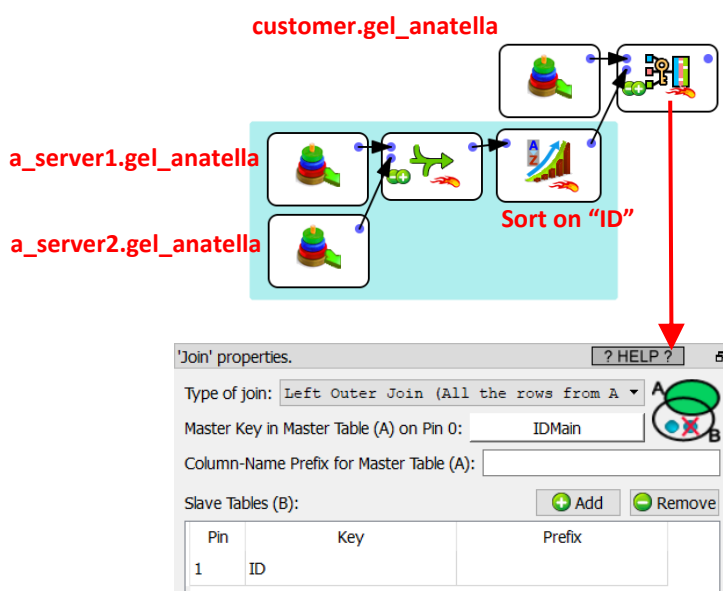 customer.gel_anatella
a_server1.gel_anatella
A
Z
Sort on “ID”
a_server2.gel_anatella
'Join' properties.
? HELP ?
Type of join: Left Outer Join (All the rows from A
A
B
Master Key in Master Table (A) on Pin 0: IDMain
Column-Name Prefix for Master Table (A):
Slave Tables (B): Add Remove
Pin Key Prefix
1 ID